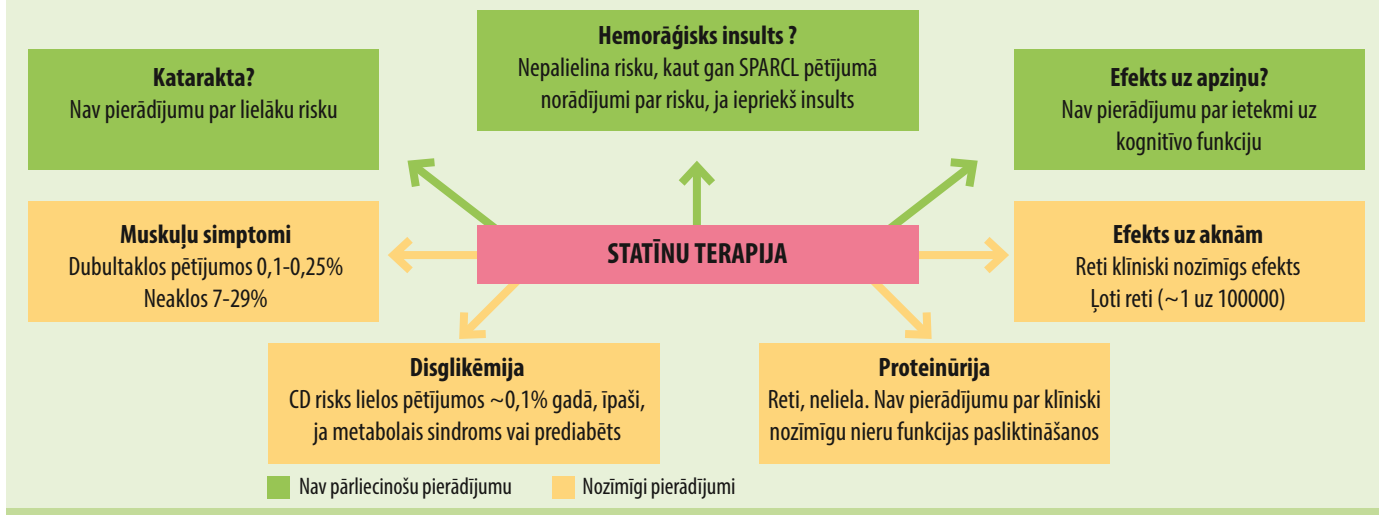 Hemorāģisks insults ?
Nepalielina risku, kaut gan SPARCL pētījumā
norādījumi par risku, ja iepriekš insults
Katarakta?
Nav pierādījumu par lielāku risku
Efekts uz apziņu?
Nav pierādījumu par ietekmi uz
kognitīvo funkciju
Muskuļu simptomi
Dubultaklos pētījumos 0,1-0,25%
Neaklos 7-29%
STATĪNU TERAPIJA
Efekts uz aknām
Reti klīniski nozīmīgs efekts
Ļoti reti (~1 uz 100000)
Disglikēmija
CD risks lielos pētījumos ~0,1% gadā, īpaši,
ja metabolais sindroms vai prediabēts
Proteinūrija
Reti, neliela. Nav pierādījumu par klīniski
nozīmīgu nieru funkcijas pasliktināšanos
Nav pārliecinošu pierādījumu
Nozīmīgi pierādījumi